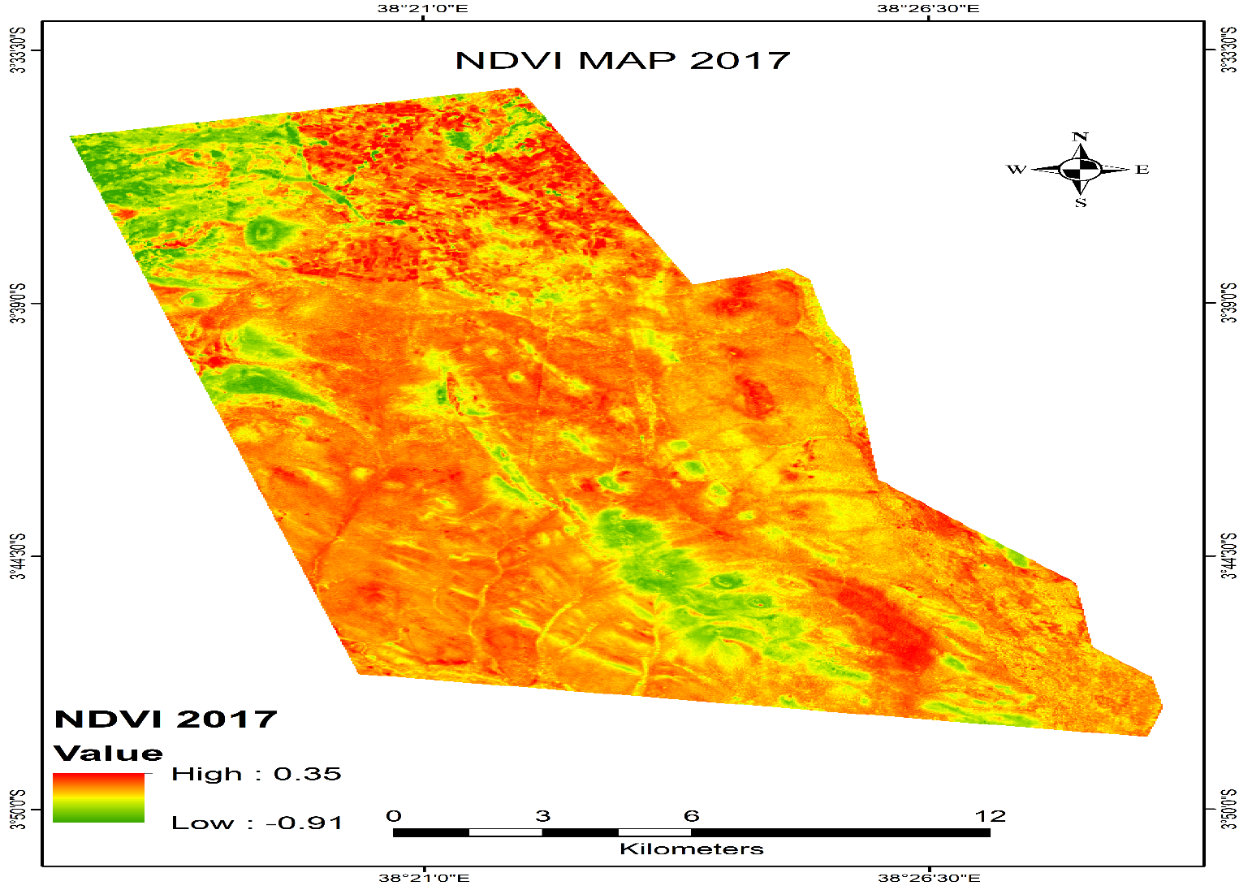 38°21'0"E 38°26'30"E
3°33'30"S 3°33'30"S
NDVI MAP 2017
N
W E
S
3°39'0"S 3°39'0"S
3°44'30"S 3°44'30"S
NDVI 2017
Value
High : 0.35
Low : -0.91
3°50'0"S 3°50'0"S
0 3 6 12
Kilometers
38°21'0"E 38°26'30"E